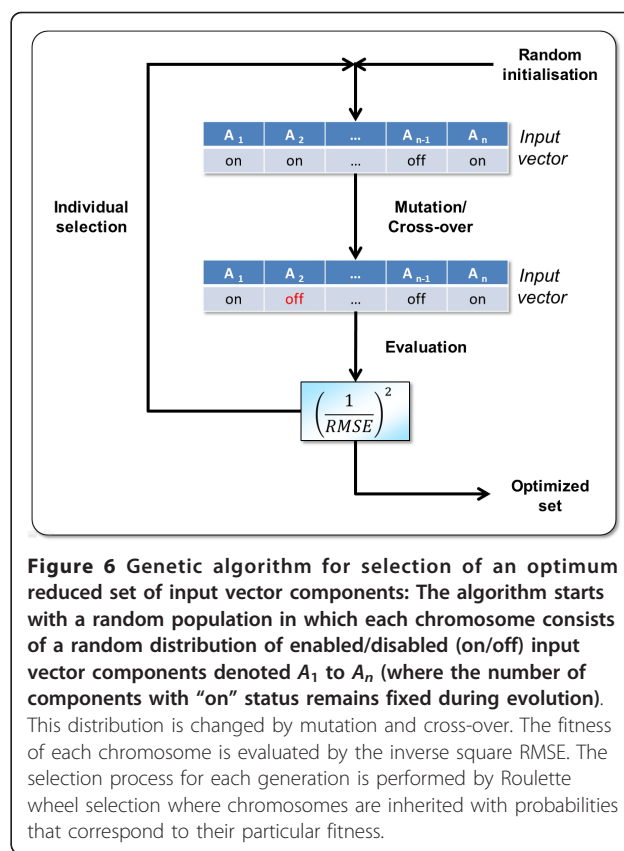 Random
initialisation
A 1 A 2 ... A n-1 A n
on on ... off on
Input
vector
Individual
selection
Mutation/
Cross-over
A 1 A 2 ... A n-1 A n
on off ... off on
Input
vector
Evaluation
(1/RMSE)²
Optimized
set
Figure 6 Genetic algorithm for selection of an optimum
reduced set of input vector components: The algorithm starts
with a random population in which each chromosome consists
of a random distribution of enabled/disabled (on/off) input
vector components denoted A1 to An (where the number of
components with “on” status remains fixed during evolution).
This distribution is changed by mutation and cross-over. The fitness
of each chromosome is evaluated by the inverse square RMSE. The
selection process for each generation is performed by Roulette
wheel selection where chromosomes are inherited with probabilities
that correspond to their particular fitness.